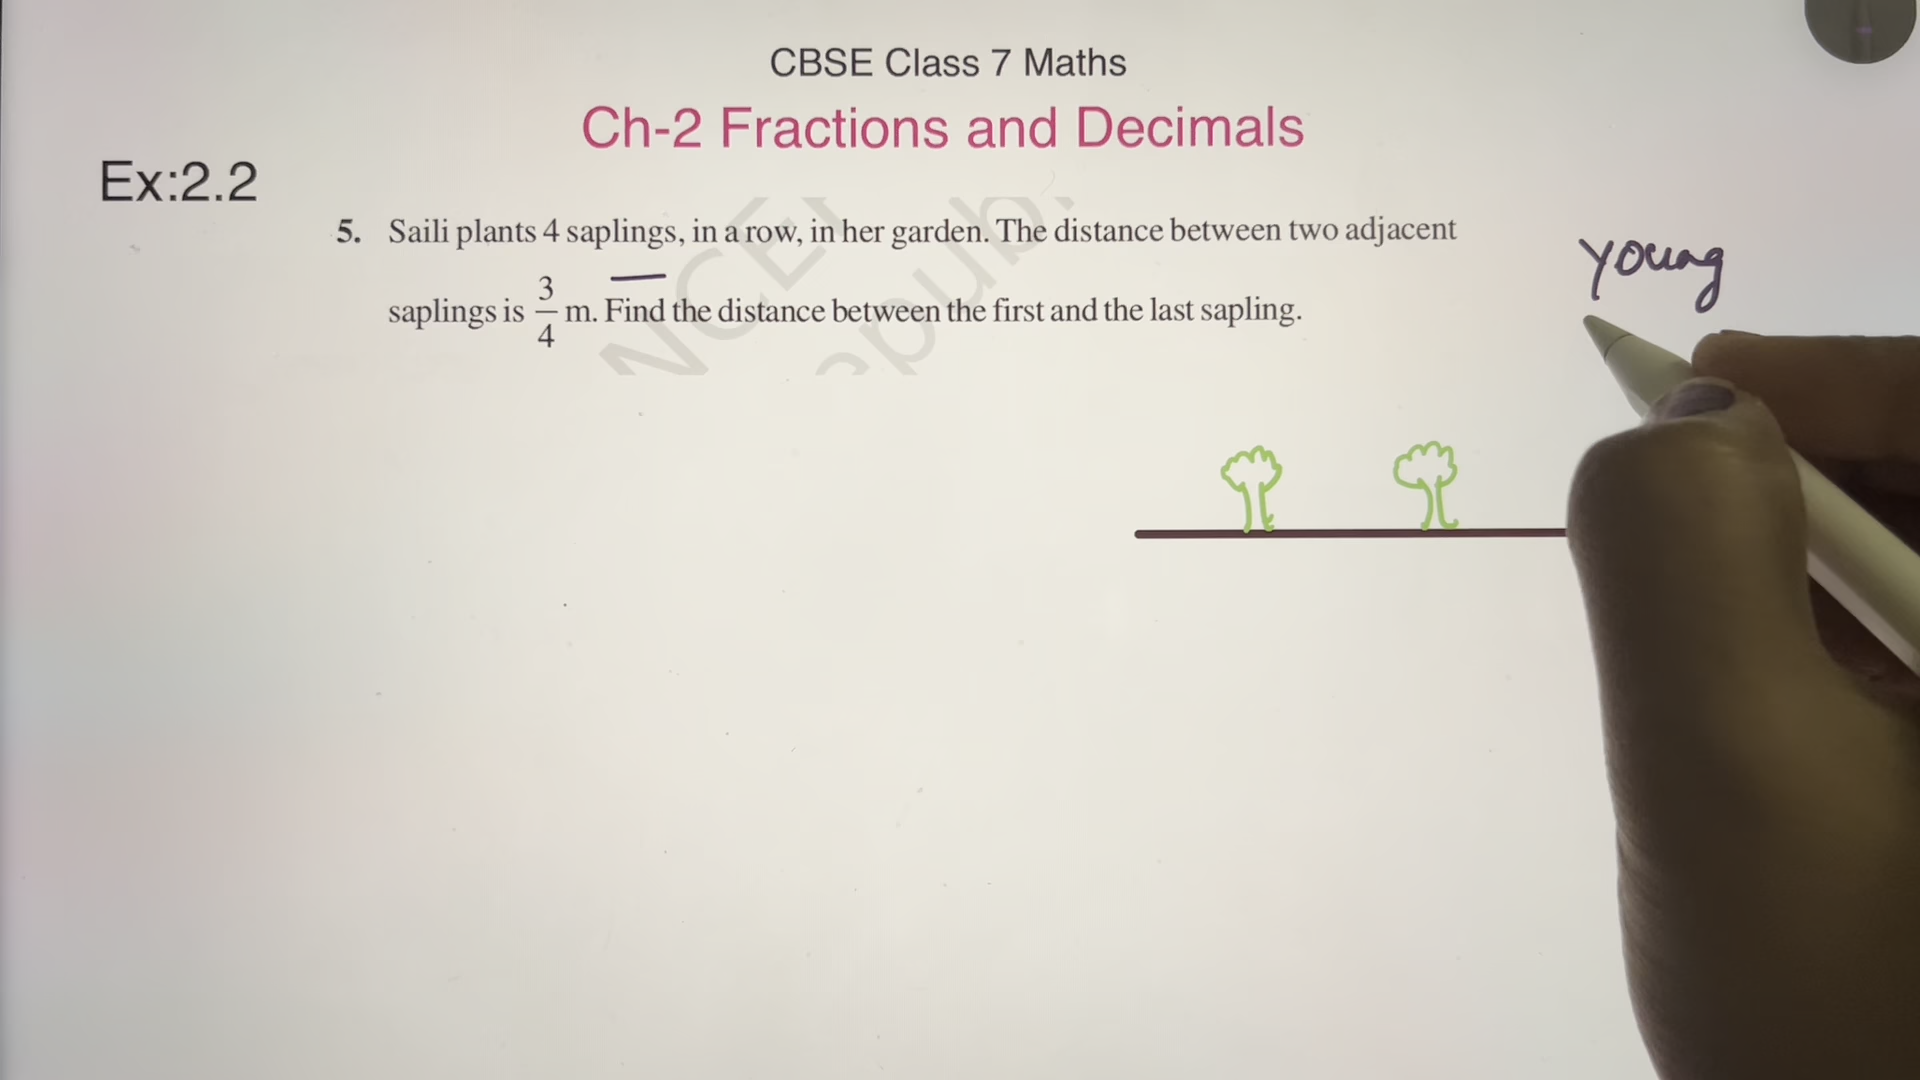 CBSE Class 7 Maths
Ch-2 Fractions and Decimals
Ex:2.2
5. Saili plants 4 saplings, in a row, in her garden. The distance between two adjacent
saplings is 3/4 m. Find the distance between the first and the last sapling.
young